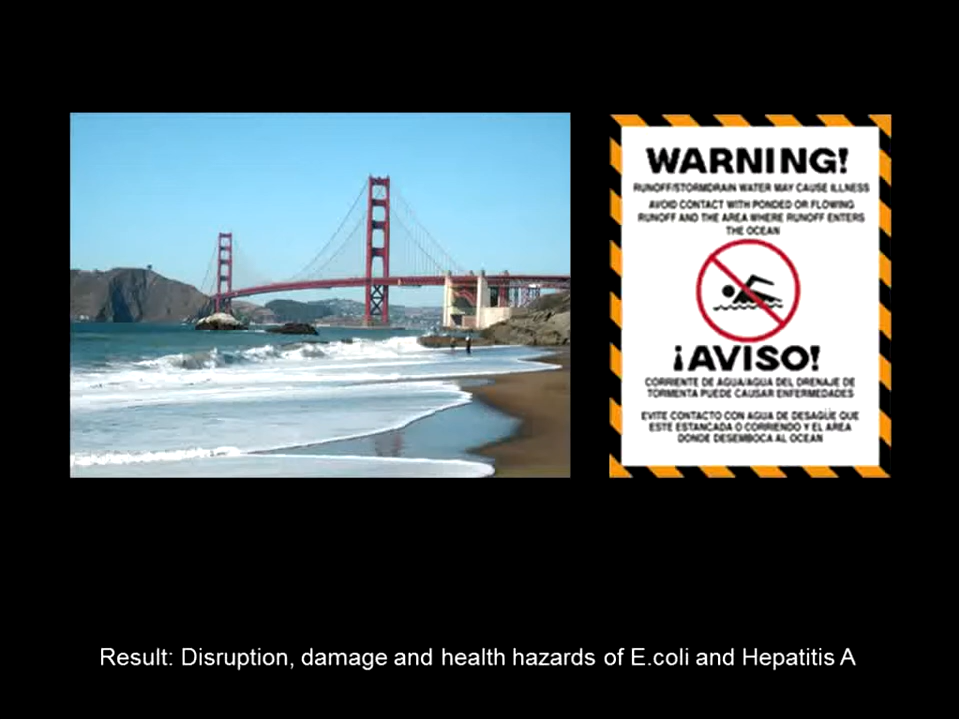 WARNING!
RUNOFF/STORMDRAIN WATER MAY CAUSE ILLNESS
AVOID CONTACT WITH PONDED OR FLOWING
RUNOFF AND THE AREA WHERE RUNOFF ENTERS
THE OCEAN
¡AVISO!
CORRIENTE DE AGUA/AGUA DEL DRENAJE DE
TORMENTA PUEDE CAUSAR ENFERMEDADES
EVITE CONTACTO CON AGUA DE DESAGÜE QUE
ESTE ESTANCADA O CORRIENDO Y EL AREA
DONDE DESEMBOCA AL OCEAN
Result: Disruption, damage and health hazards of E.coli and Hepatitis A